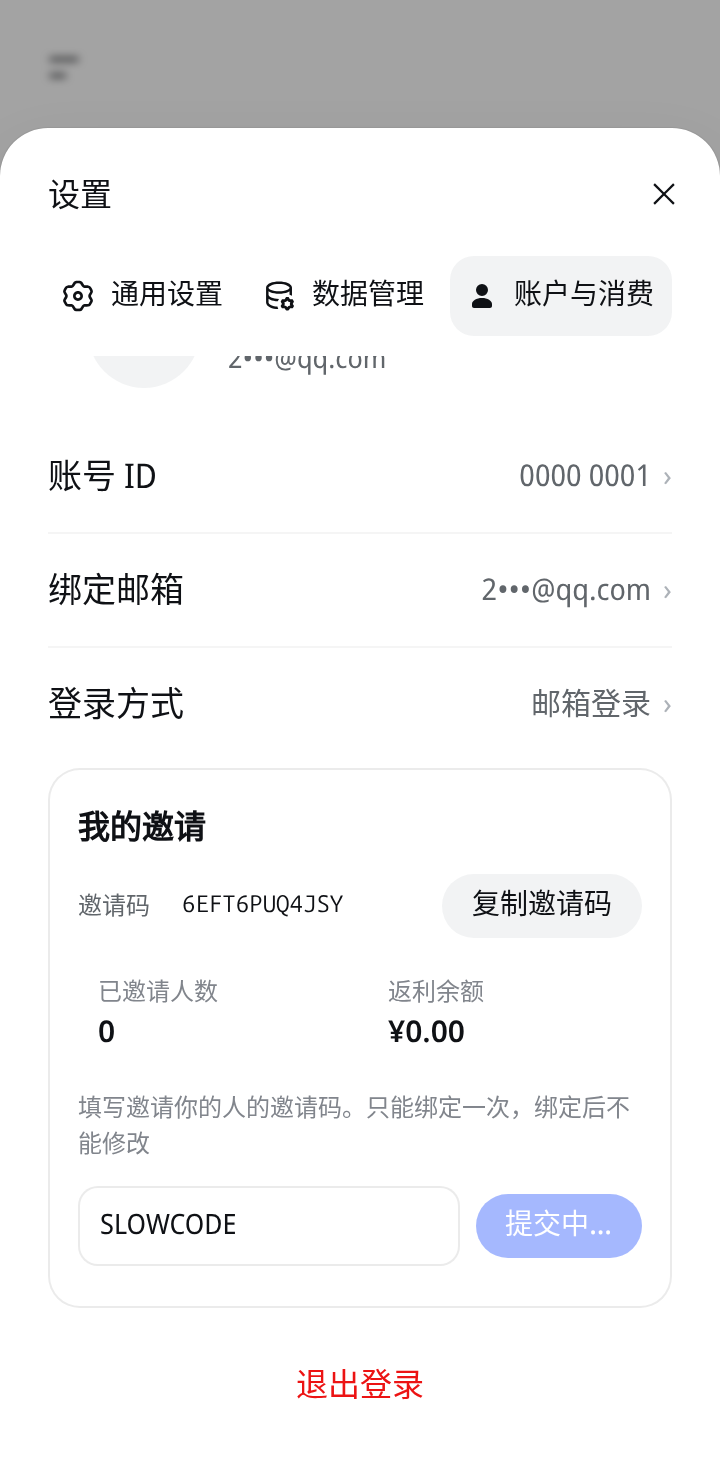 设置
通用设置 数据管理 账户与消费
2•••@qq.com
账号 ID 0000 0001 ›
绑定邮箱 2•••@qq.com ›
登录方式 邮箱登录 ›
我的邀请
邀请码 6EFT6PUQ4JSY 复制邀请码
已邀请人数 返利余额
0 ¥0.00
填写邀请你的人的邀请码。只能绑定一次，绑定后不
能修改
SLOWCODE 提交中...
退出登录